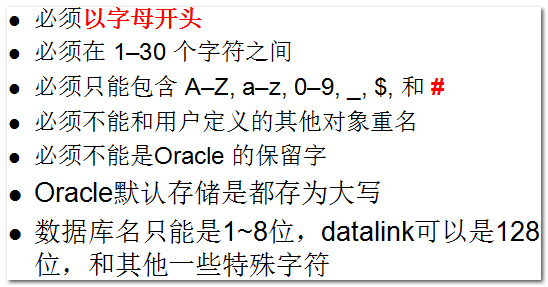 ● 必须以字母开头
● 必须在 1–30 个字符之间
● 必须只能包含 A–Z, a–z, 0–9, _, $, 和 #
● 必须不能和用户定义的其他对象重名
● 必须不能是Oracle 的保留字
● Oracle默认存储是都存为大写
● 数据库名只能是1~8位，datalink可以是128
位，和其他一些特殊字符